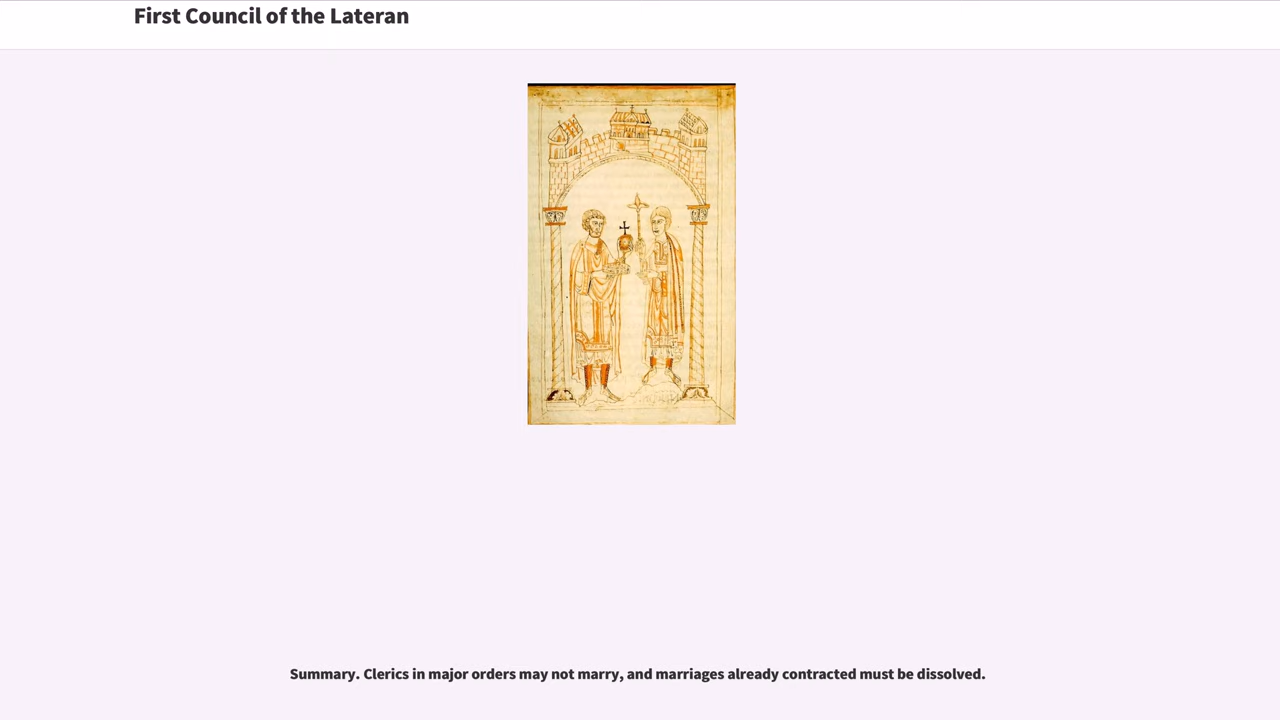 First Council of the Lateran
Summary. Clerics in major orders may not marry, and marriages already contracted must be dissolved.